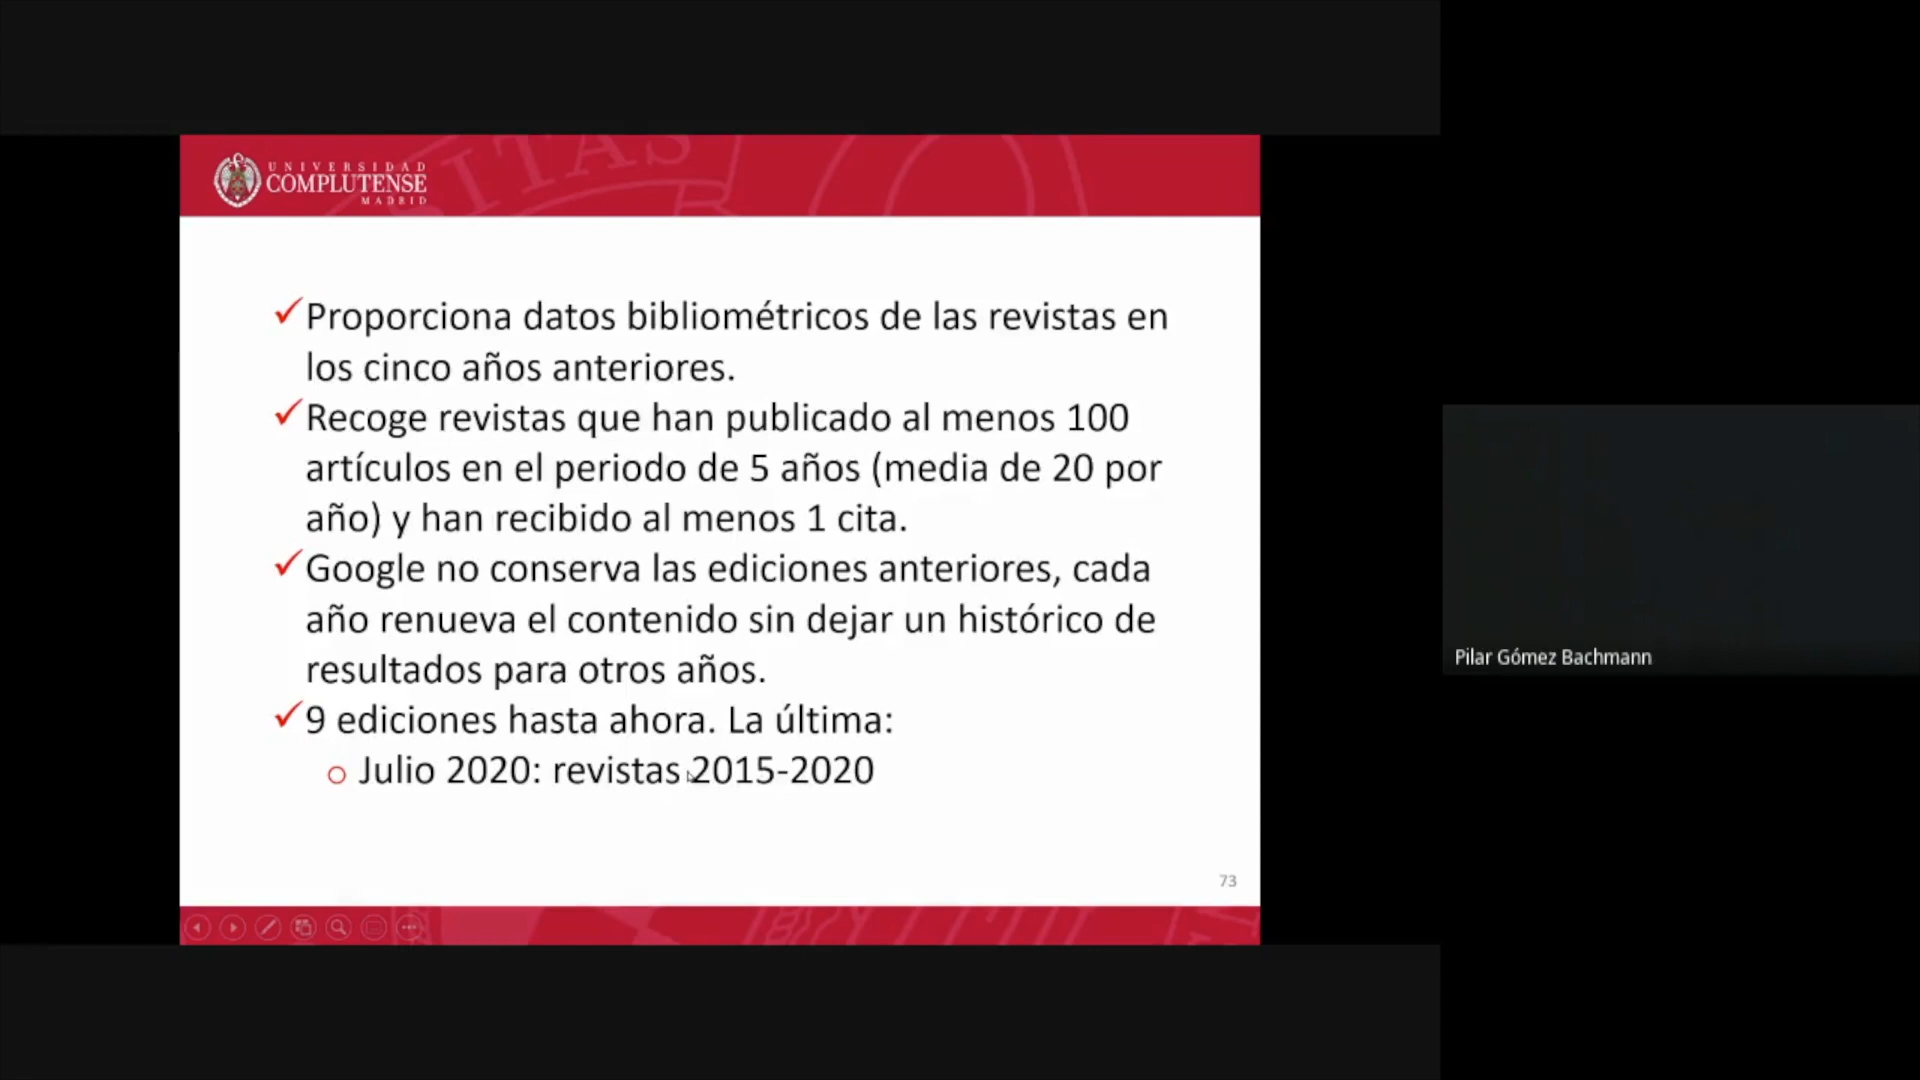 ITAS
UNIVERSIDAD
COMPLUTENSE
MADRID
✓Proporciona datos bibliométricos de las revistas en
los cinco años anteriores.
✓Recoge revistas que han publicado al menos 100
artículos en el periodo de 5 años (media de 20 por
año) y han recibido al menos 1 cita.
✓Google no conserva las ediciones anteriores, cada
año renueva el contenido sin dejar un histórico de
resultados para otros años.
✓9 ediciones hasta ahora. La última:
o Julio 2020: revistas 2015-2020
73
Pilar Gómez Bachmann